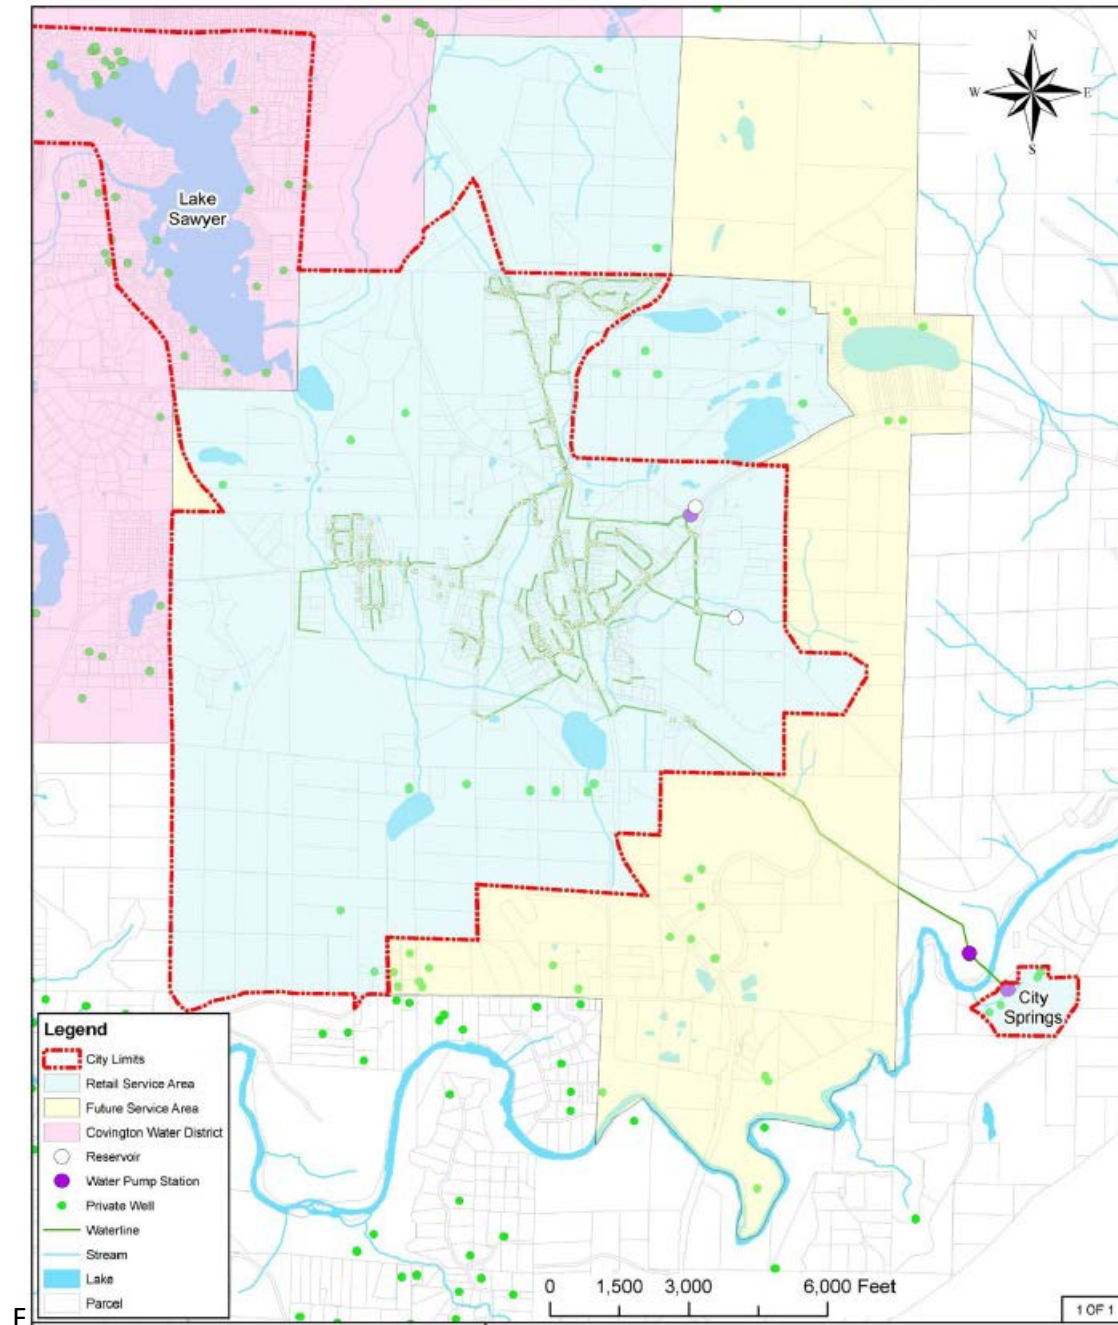 N
W E
S
Lake
Sawyer
City
Springs
Legend
City Limits
Retail Service Area
Future Service Area
Covington Water District
Reservoir
Water Pump Station
Private Well
Waterline
Stream
Lake
Parcel
0 1,500 3,000 6,000 Feet
1 OF 1
F